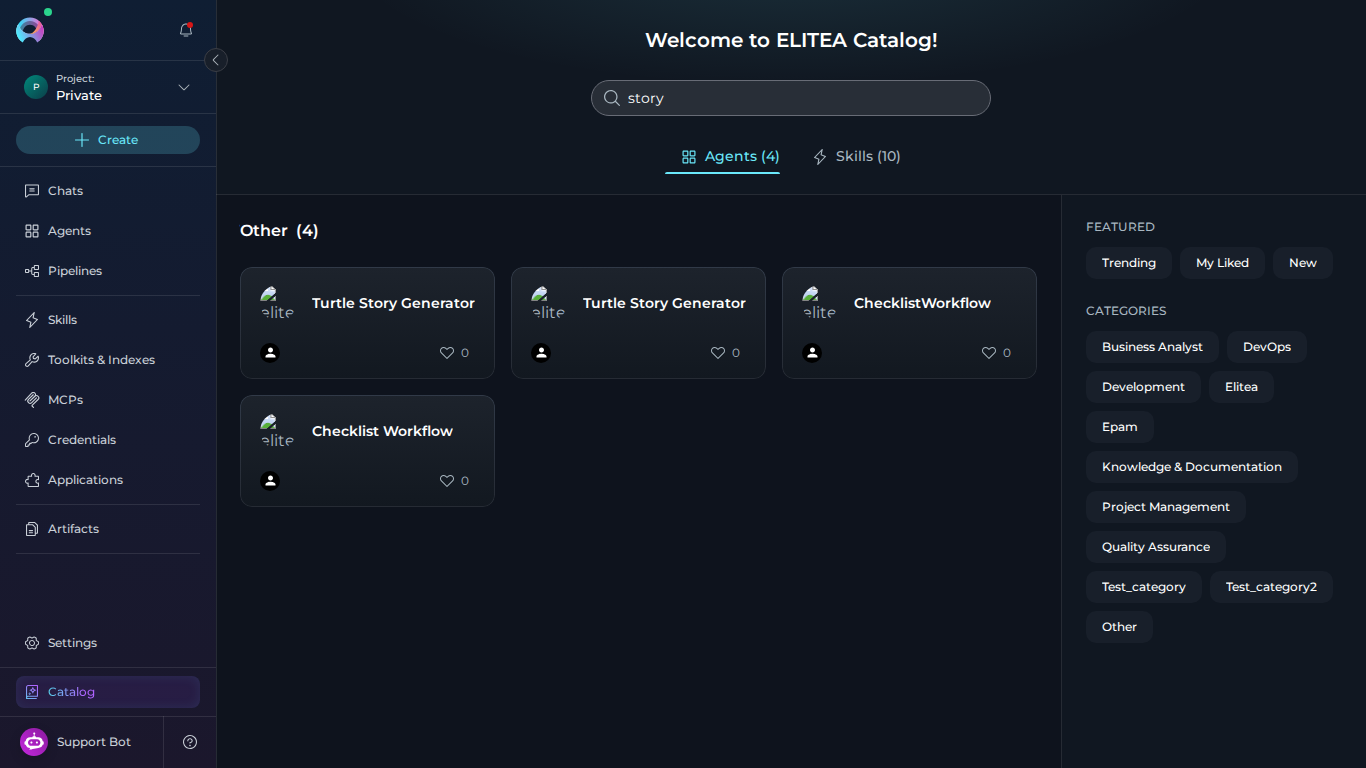 Project:
P
Private
Create
Chats
Agents
Pipelines
Skills
Toolkits & Indexes
MCPs
Credentials
Applications
Artifacts
Settings
Catalog
Support Bot
Welcome to ELITEA Catalog!
story
Agents (4)
Skills (10)
Other (4)
elite
Turtle Story Generator
0
elite
Turtle Story Generator
0
elite
ChecklistWorkflow
0
elite
Checklist Workflow
0
FEATURED
Trending
My Liked
New
CATEGORIES
Business Analyst
DevOps
Development
Elitea
Epam
Knowledge & Documentation
Project Management
Quality Assurance
Test_category
Test_category2
Other